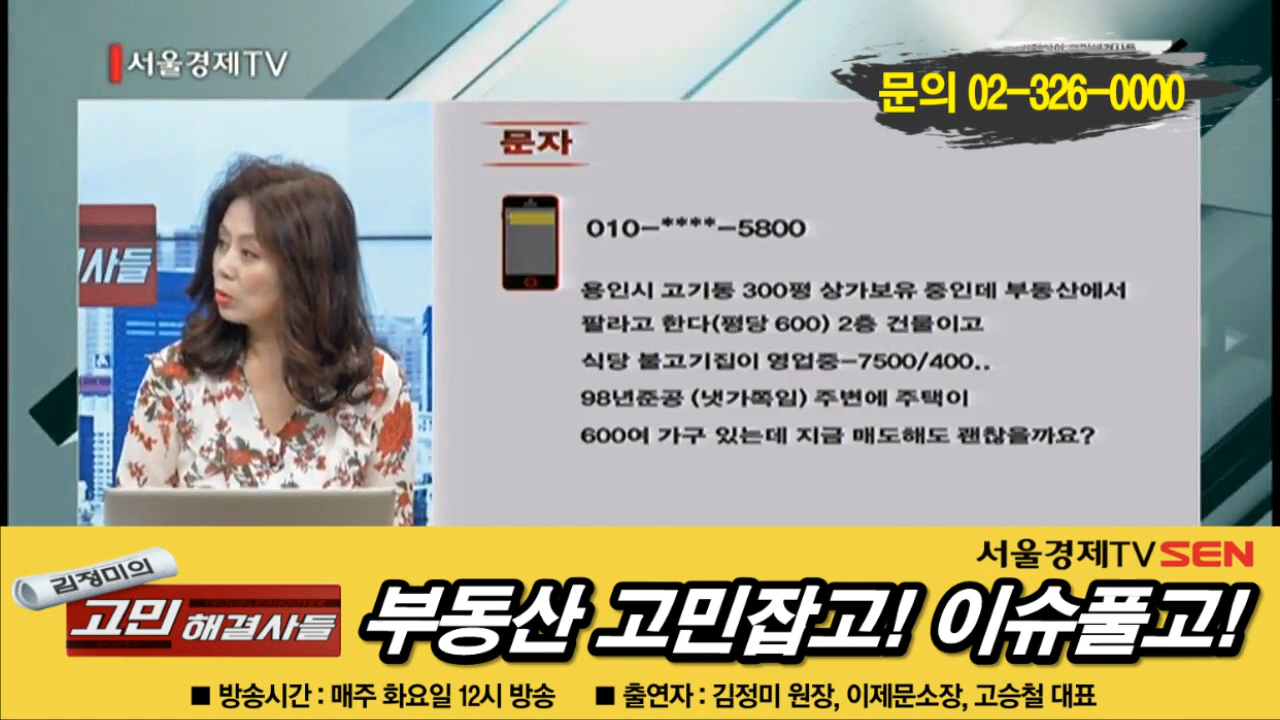 서울경제TV
문의 02-326-0000
문자
010-****-5800
용인시 고기동 300평 상가보유 중인데 부동산에서
팔라고 한다(평당 600) 2층 건물이고
식당 불고기집이 영업중-7500/400..
98년준공 (냇가쪽임) 주변에 주택이
600여 가구 있는데 지금 매도해도 괜찮을까요?
사들
서울경제TV SEN
김정미의
고민 해결사들
부동산 고민잡고! 이슈풀고!
■ 방송시간 : 매주 화요일 12시 방송 ■ 출연자 : 김정미 원장, 이제문소장, 고승철 대표